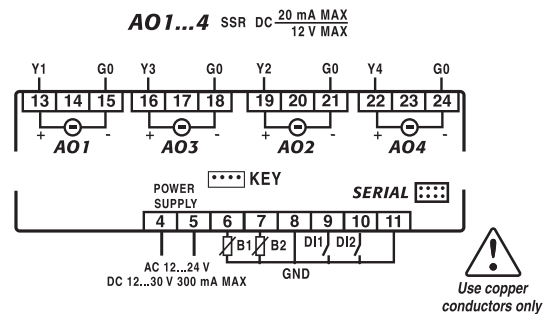 AO1...4 SSR DC 20 mA MAX
12 V MAX
Y1 G0 Y3 G0 Y2 G0 Y4 G0
13 14 15 16 17 18 19 20 21 22 23 24
+ - + - + - + -
AO1 AO3 AO2 AO4
KEY
POWER
SUPPLY
SERIAL
4 5 6 7 8 9 10 11
B1 B2 DI1 DI2
AC 12...24 V
DC 12...30 V 300 mA MAX
GND
!
Use copper
conductors only